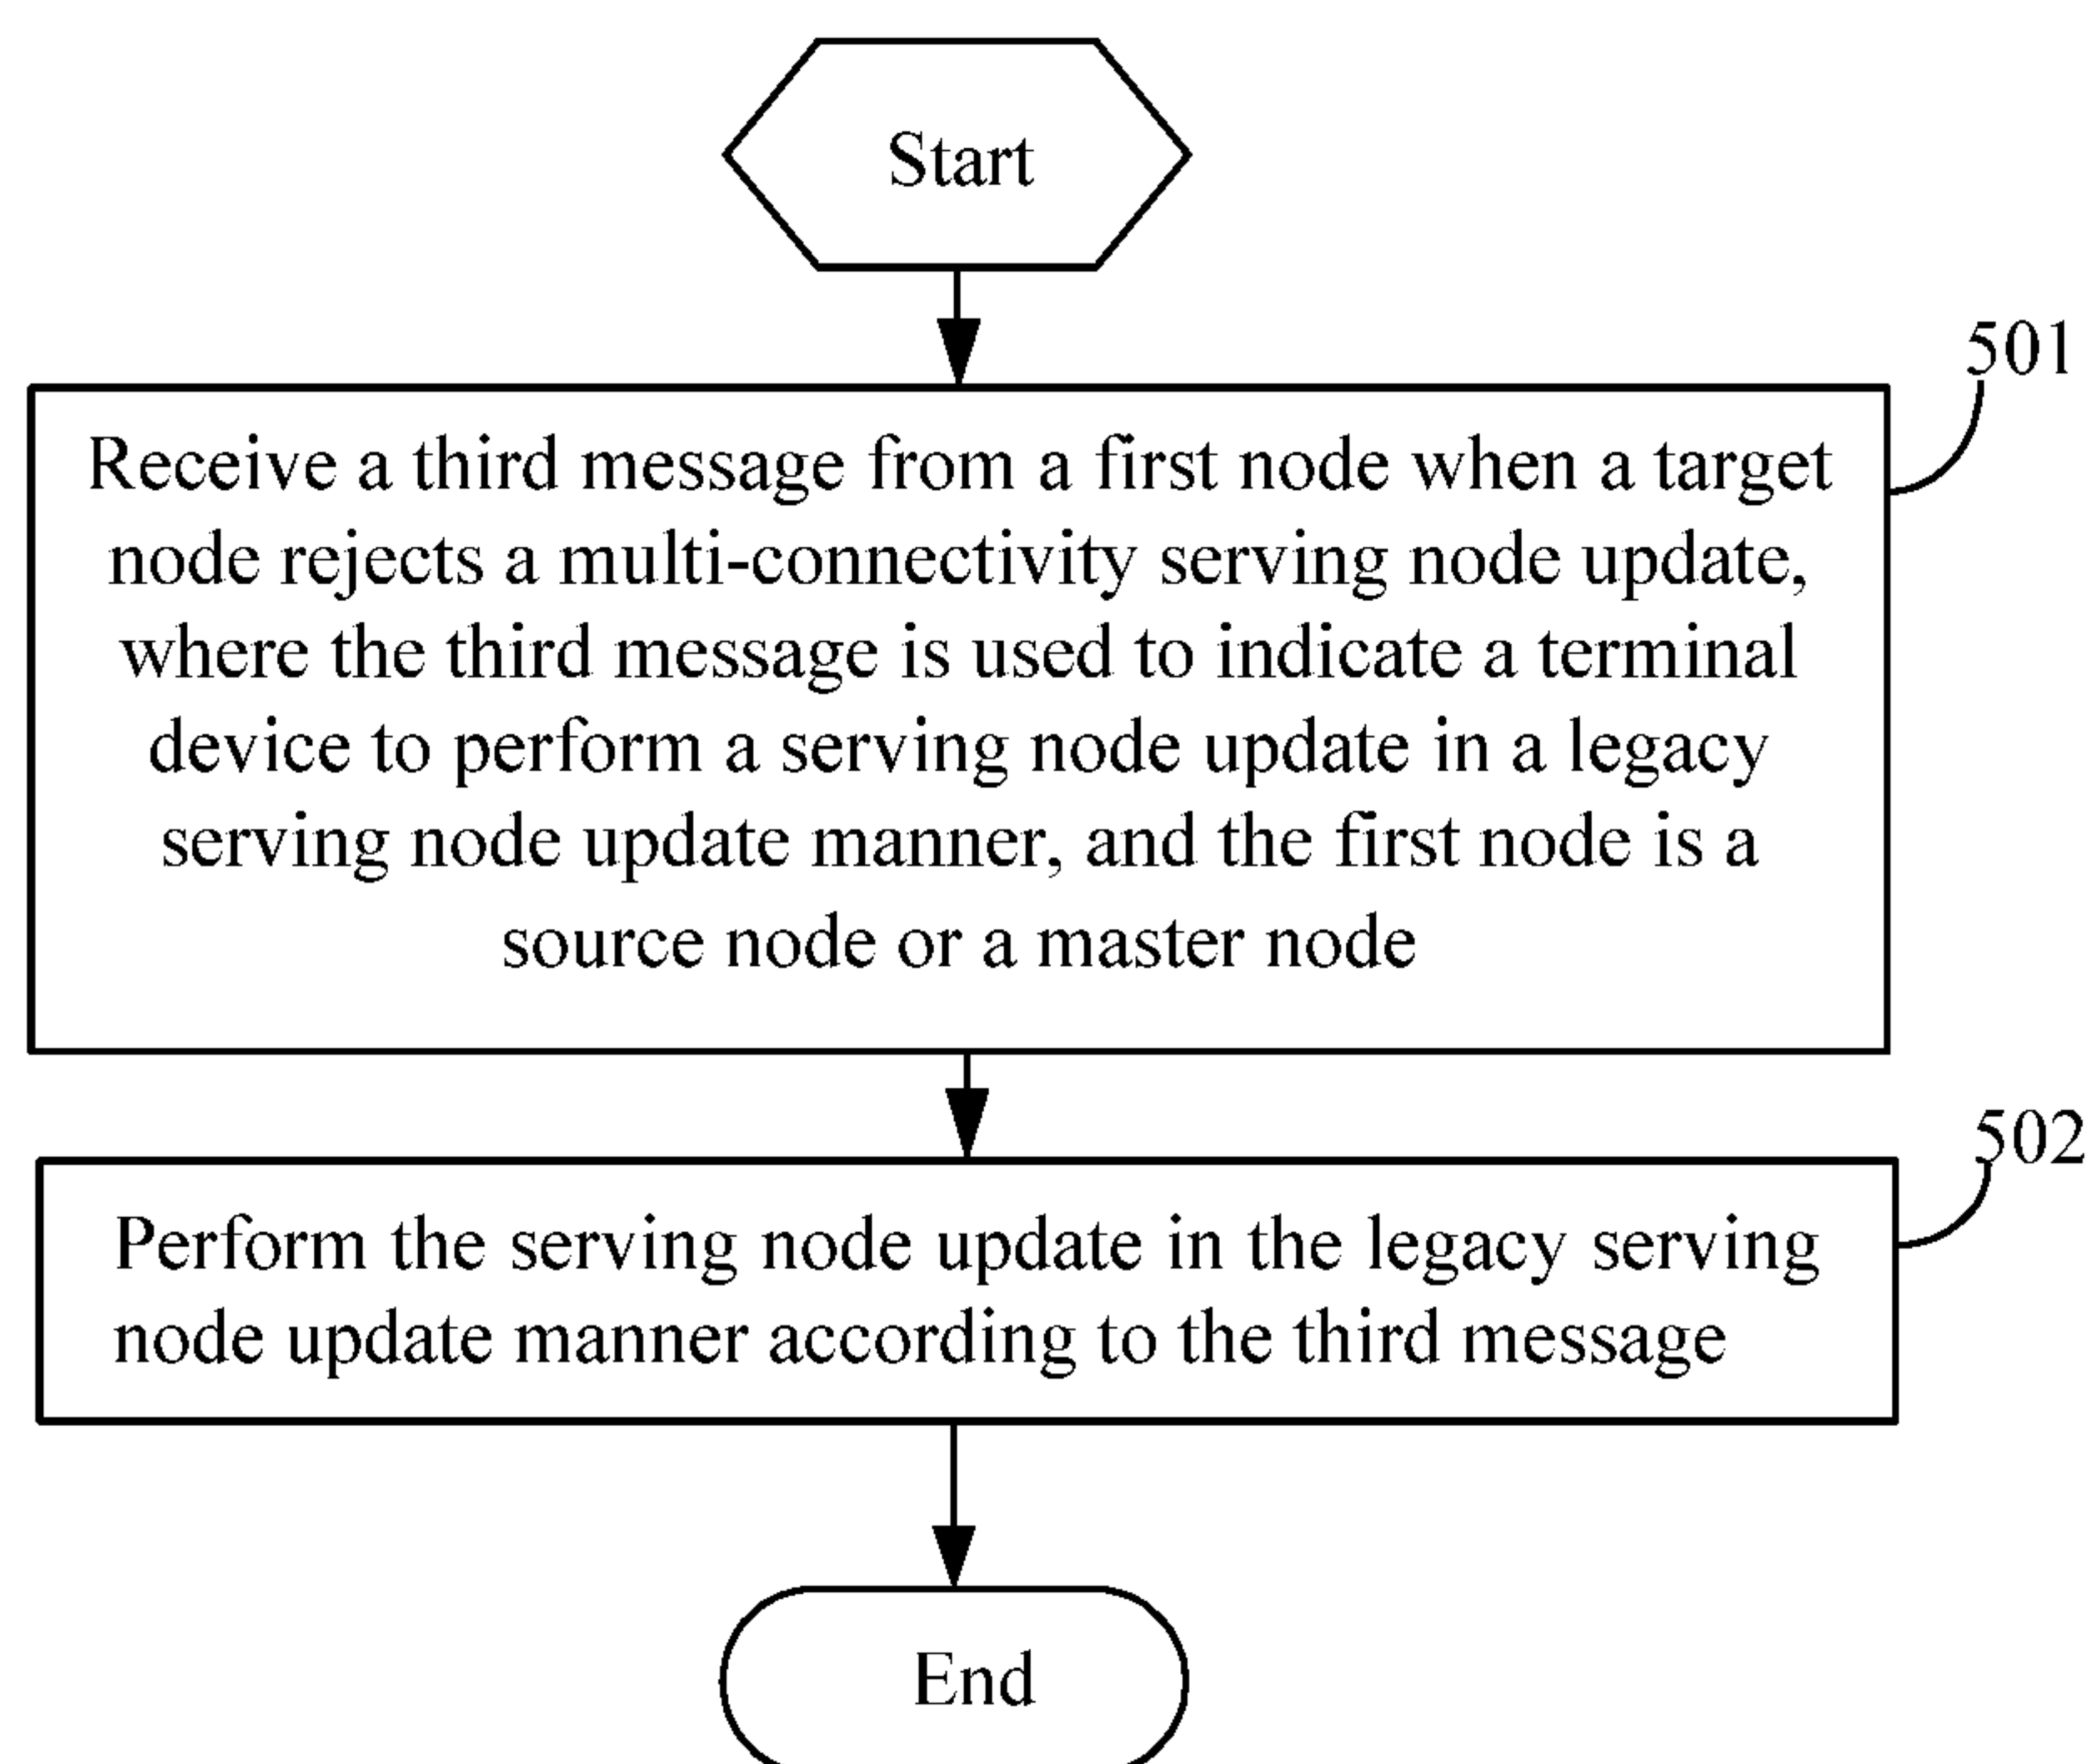 Start
501
Receive a third message from a first node when a target
node rejects a multi-connectivity serving node update,
where the third message is used to indicate a terminal
device to perform a serving node update in a legacy
serving node update manner, and the first node is a
source node or a master node
502
Perform the serving node update in the legacy serving
node update manner according to the third message
End